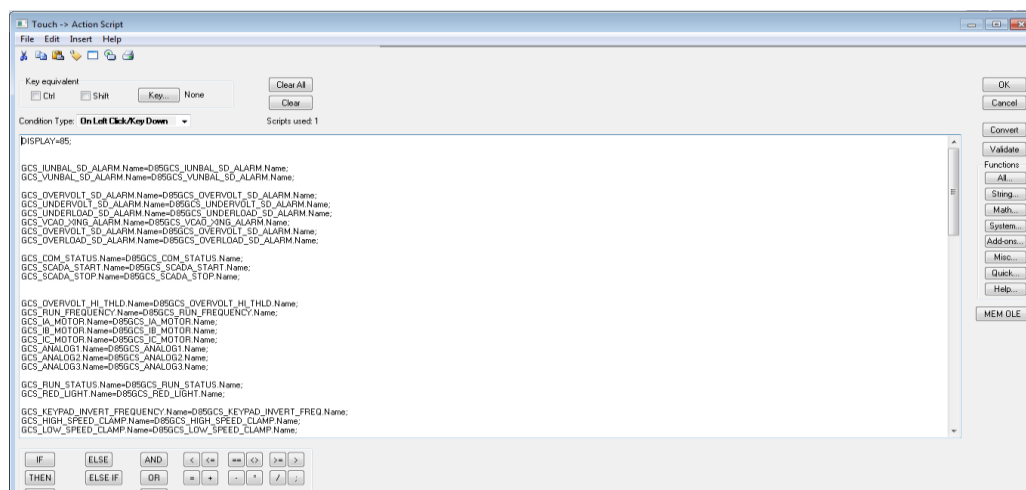 Touch -> Action Script
File Edit Insert Help
Key equivalent
Ctrl Shift Key... None
Clear All
Clear
OK
Cancel
Condition Type: On Left Click/Key Down
Scripts used: 1
Convert
Validate
Functions
All...
String...
Math...
System...
Add-ons...
Misc...
Quick...
Help...
MEM OLE
DISPLAY=85;
GCS_IUNBAL_SD_ALARM.Name=D85GCS_IUNBAL_SD_ALARM.Name;
GCS_VUNBAL_SD_ALARM.Name=D85GCS_VUNBAL_SD_ALARM.Name;
GCS_OVERVOLT_SD_ALARM.Name=D85GCS_OVERVOLT_SD_ALARM.Name;
GCS_UNDERVOLT_SD_ALARM.Name=D85GCS_UNDERVOLT_SD_ALARM.Name;
GCS_UNDERLOAD_SD_ALARM.Name=D85GCS_UNDERLOAD_SD_ALARM.Name;
GCS_VCAO_XING_ALARM.Name=D85GCS_VCAO_XING_ALARM.Name;
GCS_OVERVOLT_SD_ALARM.Name=D85GCS_OVERVOLT_SD_ALARM.Name;
GCS_OVERLOAD_SD_ALARM.Name=D85GCS_OVERLOAD_SD_ALARM.Name;
GCS_COM_STATUS.Name=D85GCS_COM_STATUS.Name;
GCS_SCADA_START.Name=D85GCS_SCADA_START.Name;
GCS_SCADA_STOP.Name=D85GCS_SCADA_STOP.Name;
GCS_OVERVOLT_HI_THLD.Name=D85GCS_OVERVOLT_HI_THLD.Name;
GCS_RUN_FREQUENCY.Name=D85GCS_RUN_FREQUENCY.Name;
GCS_IA_MOTOR.Name=D85GCS_IA_MOTOR.Name;
GCS_IB_MOTOR.Name=D85GCS_IB_MOTOR.Name;
GCS_IC_MOTOR.Name=D85GCS_IC_MOTOR.Name;
GCS_ANALOG1.Name=D85GCS_ANALOG1.Name;
GCS_ANALOG2.Name=D85GCS_ANALOG2.Name;
GCS_ANALOG3.Name=D85GCS_ANALOG3.Name;
GCS_RUN_STATUS.Name=D85GCS_RUN_STATUS.Name;
GCS_RED_LIGHT.Name=D85GCS_RED_LIGHT.Name;
GCS_KEYPAD_INVERT_FREQUENCY.Name=D85GCS_KEYPAD_INVERT_FREQ.Name;
GCS_HIGH_SPEED_CLAMP.Name=D85GCS_HIGH_SPEED_CLAMP.Name;
GCS_LOW_SPEED_CLAMP.Name=D85GCS_LOW_SPEED_CLAMP.Name;
IF ELSE AND < <= == <> >= >
THEN ELSE IF OR = + - * / ;